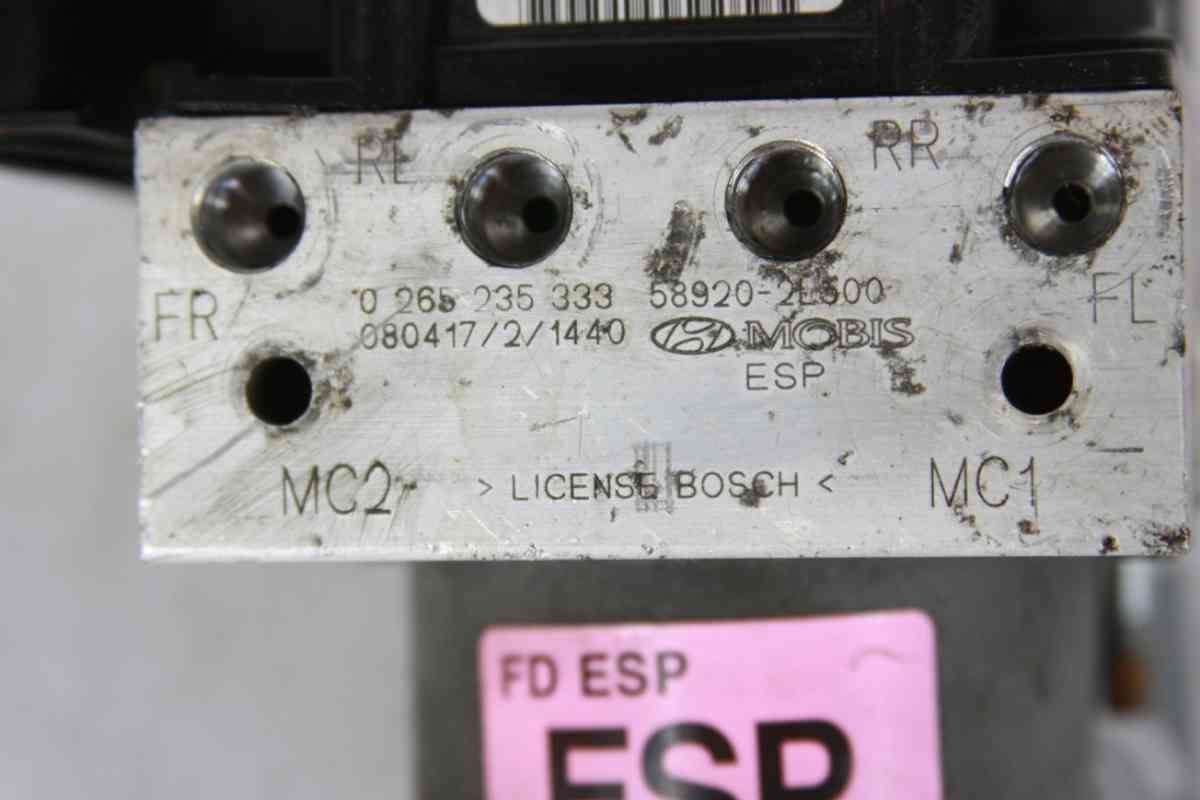 RL
RR
FR
0 265 235 333 58920-2L500
FL
080417/2/1440 MOBIS
ESP
MC2
> LICENSE BOSCH <
MC1
FD ESP
ESP